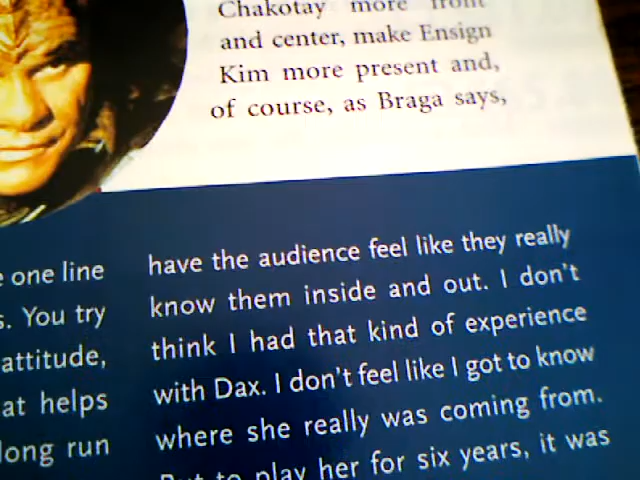 Chakotay more front
and center, make Ensign
Kim more present and,
of course, as Braga says,
one line
s. You try
attitude,
at helps
long run
have the audience feel like they really
know them inside and out. I don't
think I had that kind of experience
with Dax. I don't feel like I got to know
where she really was coming from.
But to play her for six years, it was